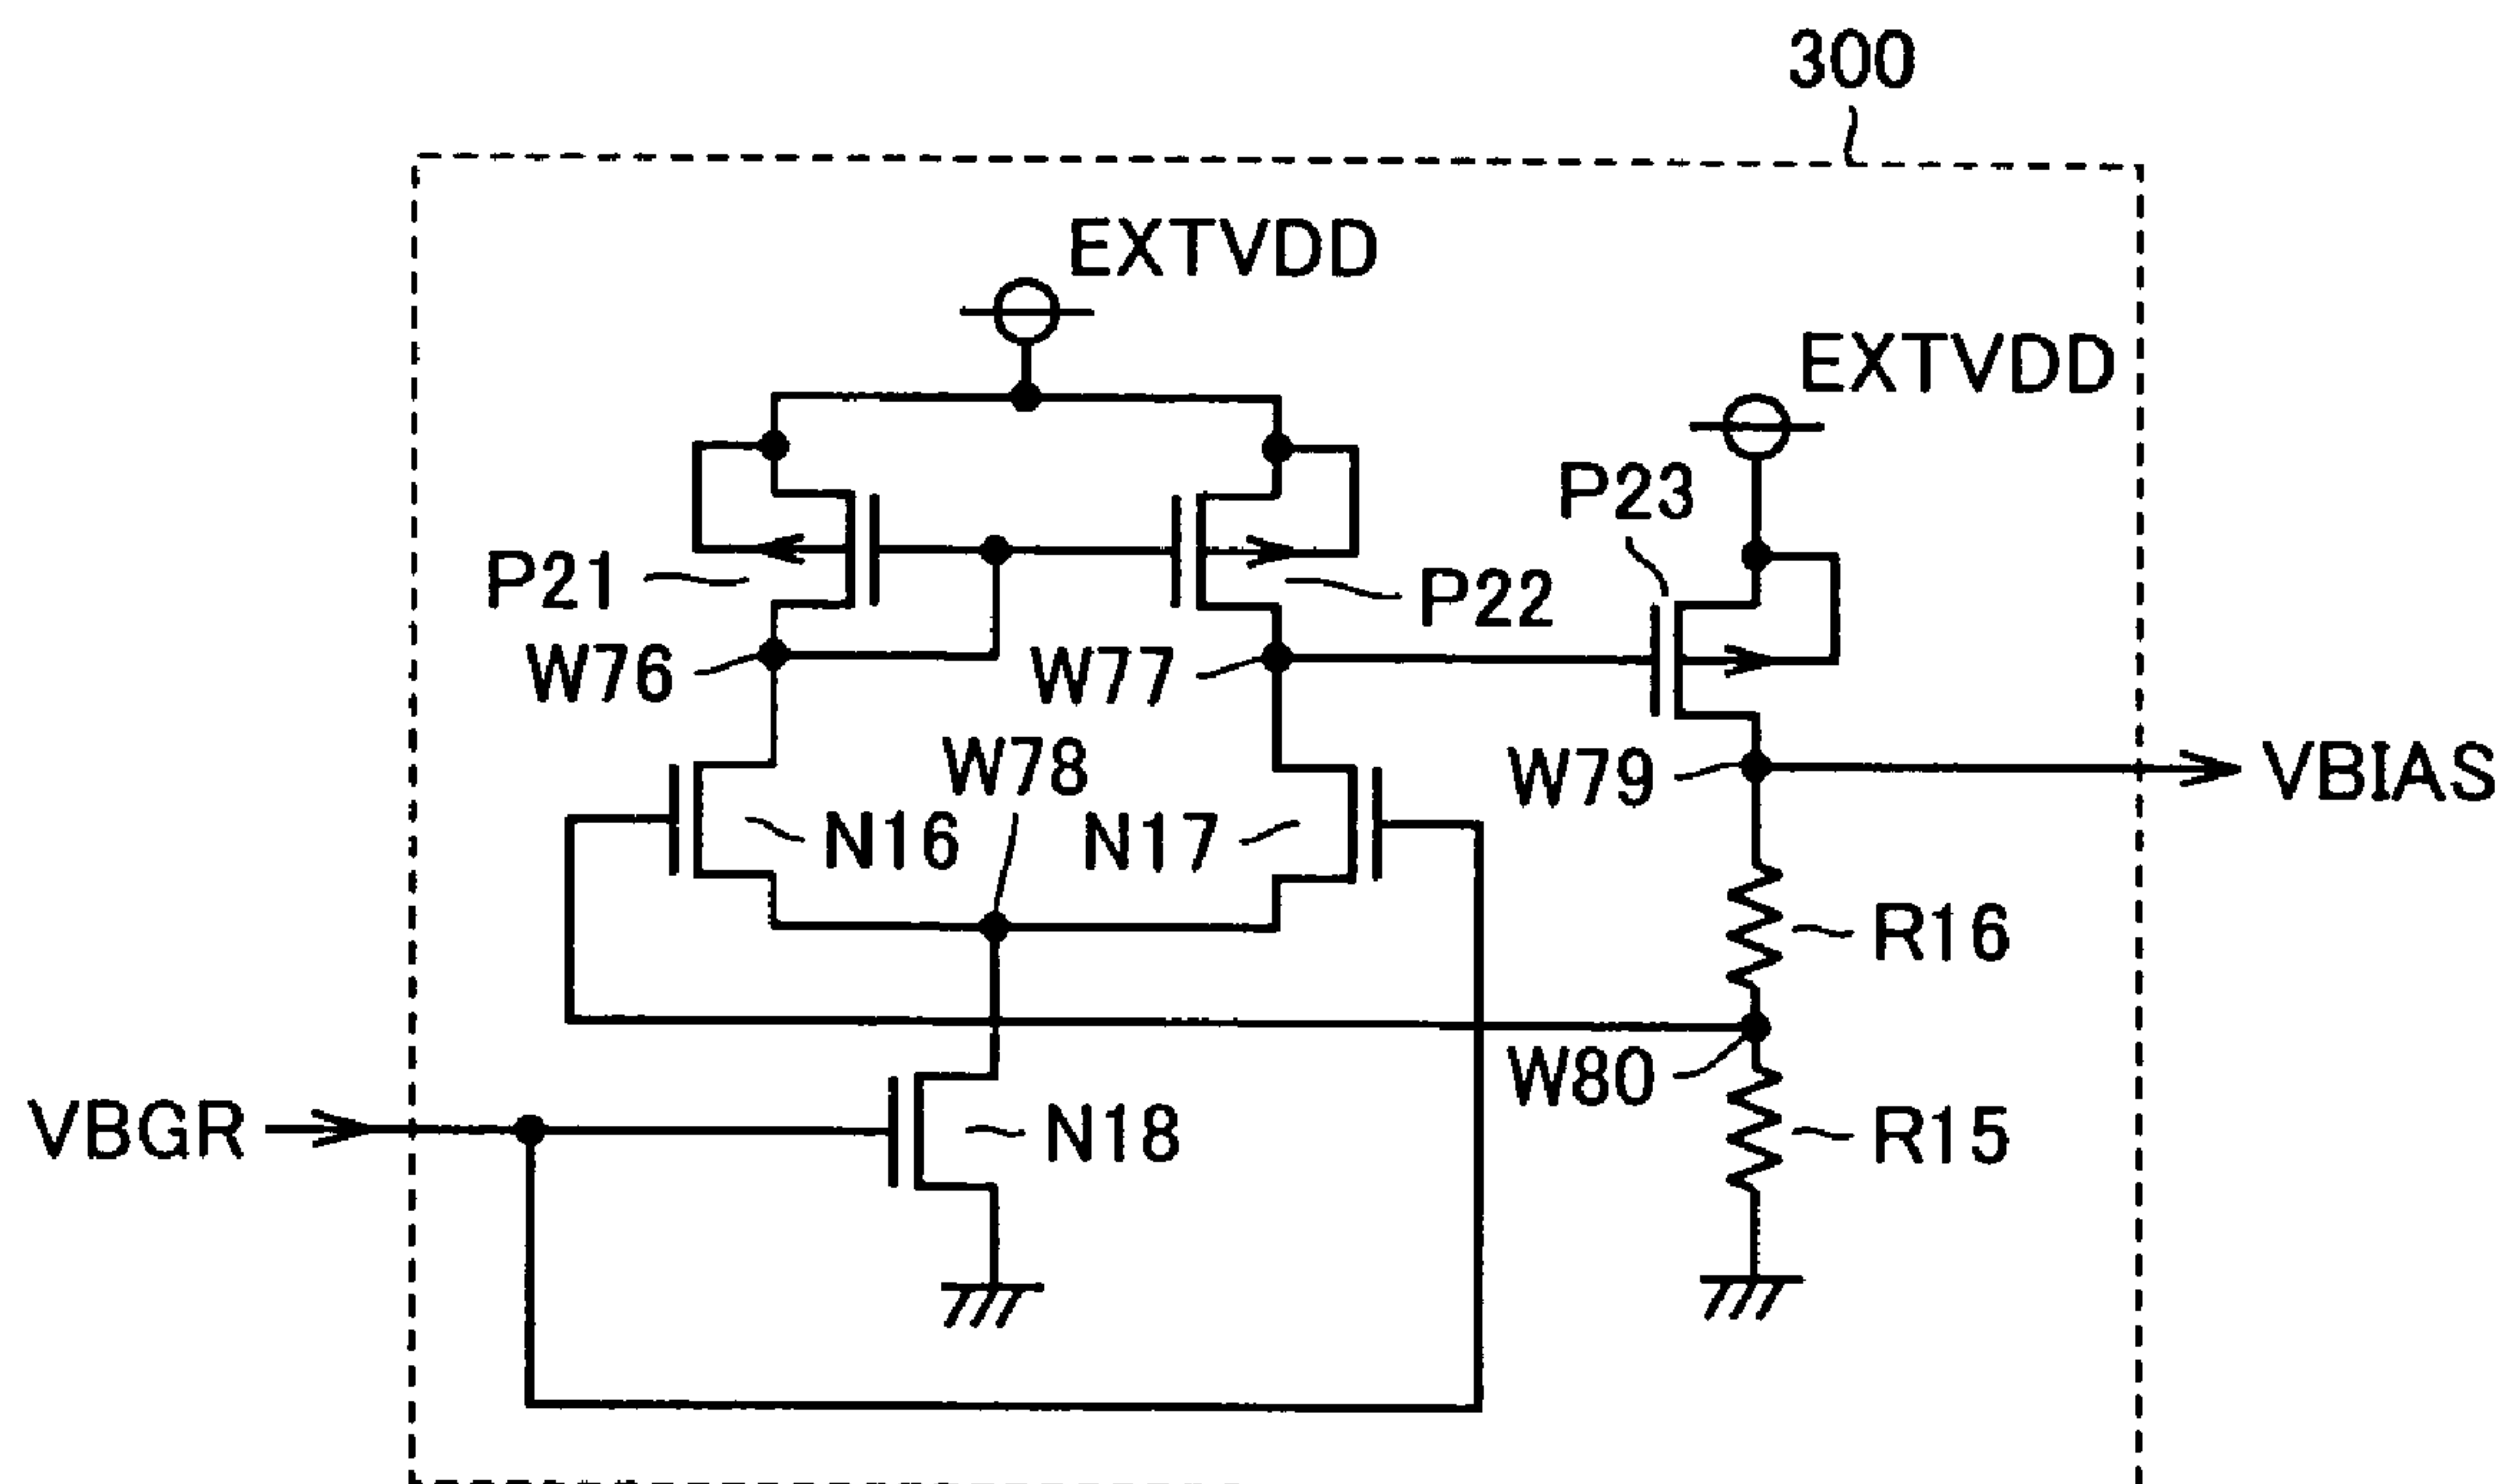 300
EXTVDD
EXTVDD
P23
P21
P22
W76
W77
W78
W79
VBIAS
N16
N17
R16
W80
VBGR
N18
R15